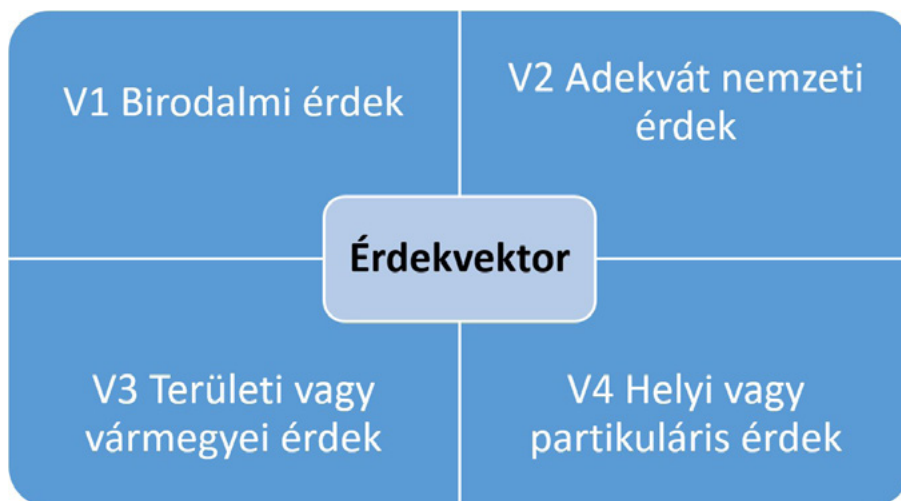 V1 Birodalmi érdek
V2 Adekvát nemzeti
érdek
Érdekvektor
V3 Területi vagy
vármegyei érdek
V4 Helyi vagy
partikuláris érdek